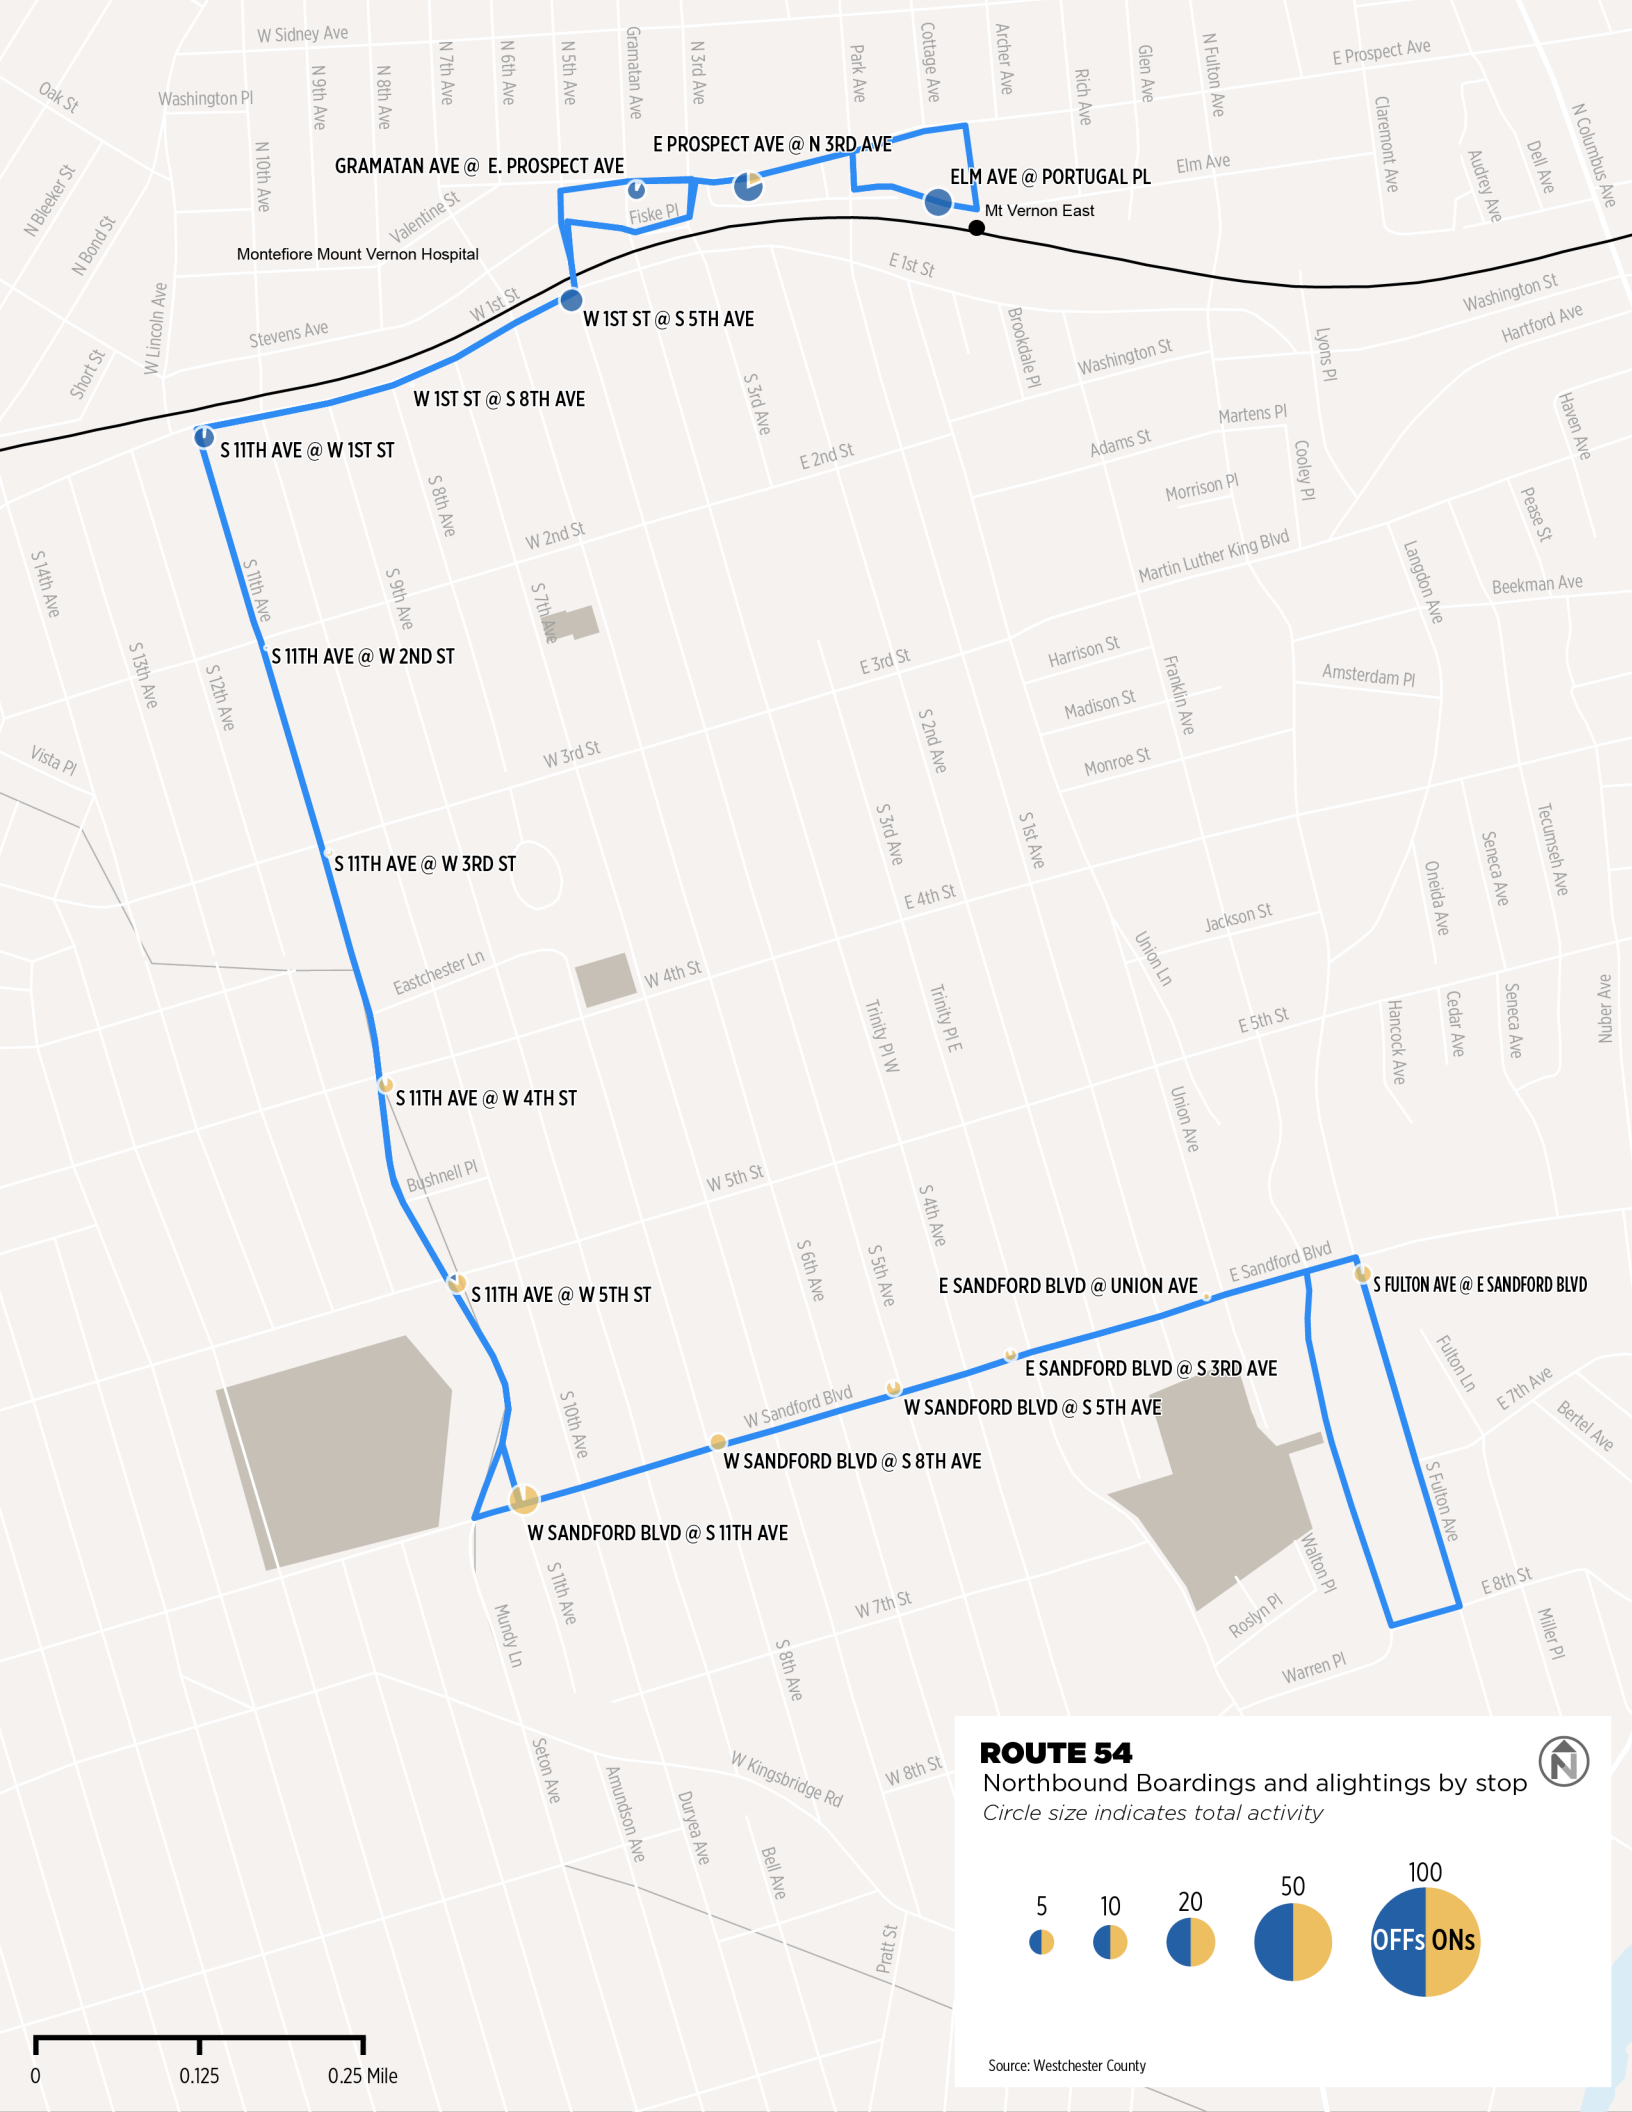 W Sidney Ave
E Prospect Ave
Oak St
Washington Pl
N 10th Ave
N 9th Ave
N 8th Ave
N 7th Ave
N 6th Ave
N 5th Ave
Gramatan Ave
N 3rd Ave
Park Ave
Cottage Ave
Archer Ave
Rich Ave
Glen Ave
N Fulton Ave
Claremont Ave
Audrey Ave
Dell Ave
N Columbus Ave
E PROSPECT AVE @ N 3RD AVE
GRAMATAN AVE @ E. PROSPECT AVE
ELM AVE @ PORTUGAL PL
Elm Ave
Mt Vernon East
N Bleeker St
N Bond St
Valentine St
Fiske Pl
Montefiore Mount Vernon Hospital
E 1st St
W 1st St
W Lincoln Ave
Stevens Ave
Short St
W 1ST ST @ S 5TH AVE
Washington St
Hartford Ave
Brookdale Pl
Washington St
Lyons Pl
W 1ST ST @ S 8TH AVE
S 3rd Ave
Martens Pl
Haven Ave
S 11TH AVE @ W 1ST ST
E 2nd St
Adams St
Cooley Pl
Morrison Pl
S 8th Ave
Pease St
W 2nd St
Martin Luther King Blvd
Langdon Ave
Beekman Ave
S 14th Ave
S 11th Ave
S 9th Ave
S 7th Ave
S 11TH AVE @ W 2ND ST
S 13th Ave
S 12th Ave
E 3rd St
Harrison St
Franklin Ave
Amsterdam Pl
Madison St
S 2nd Ave
Monroe St
Vista Pl
W 3rd St
S 3rd Ave
S 1st Ave
Tecumseh Ave
Seneca Ave
Oneida Ave
S 11TH AVE @ W 3RD ST
E 4th St
Jackson St
Union Ln
Eastchester Ln
W 4th St
Trinity Pl W
Trinity Pl E
E 5th St
Hancock Ave
Cedar Ave
Seneca Ave
Nuber Ave
S 11TH AVE @ W 4TH ST
Union Ave
Bushnell Pl
W 5th St
S 4th Ave
S 6th Ave
S 5th Ave
E Sandford Blvd
E SANDFORD BLVD @ UNION AVE
S FULTON AVE @ E SANDFORD BLVD
S 11TH AVE @ W 5TH ST
E SANDFORD BLVD @ S 3RD AVE
Fulton Ln
E 7th Ave
Bertel Ave
S 10th Ave
W Sandford Blvd
W SANDFORD BLVD @ S 5TH AVE
W SANDFORD BLVD @ S 8TH AVE
S Fulton Ave
W SANDFORD BLVD @ S 11TH AVE
Walton Pl
S 11th Ave
E 8th St
Mundy Ln
W 7th St
Roslyn Pl
Miller Pl
S 8th Ave
Warren Pl
Seton Ave
Amundson Ave
Duryea Ave
W Kingsbridge Rd
W 8th St
Bell Ave
Pratt St
ROUTE 54
N
Northbound Boardings and alightings by stop
Circle size indicates total activity
5
10
20
50
100
OFFs ONs
Source: Westchester County
0
0.125
0.25 Mile